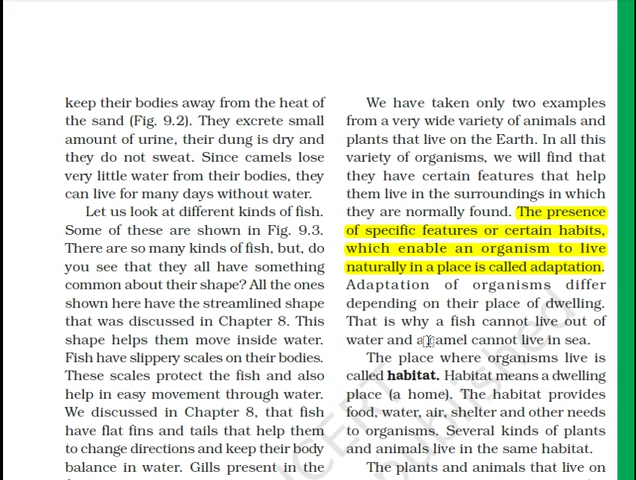 keep their bodies away from the heat of
the sand (Fig. 9.2). They excrete small
amount of urine, their dung is dry and
they do not sweat. Since camels lose
very little water from their bodies, they
can live for many days without water.
Let us look at different kinds of fish.
Some of these are shown in Fig. 9.3.
There are so many kinds of fish, but, do
you see that they all have something
common about their shape? All the ones
shown here have the streamlined shape
that was discussed in Chapter 8. This
shape helps them move inside water.
Fish have slippery scales on their bodies.
These scales protect the fish and also
help in easy movement through water.
We discussed in Chapter 8, that fish
have flat fins and tails that help them
to change directions and keep their body
balance in water. Gills present in the
We have taken only two examples
from a very wide variety of animals and
plants that live on the Earth. In all this
variety of organisms, we will find that
they have certain features that help
them live in the surroundings in which
they are normally found. The presence
of specific features or certain habits,
which enable an organism to live
naturally in a place is called adaptation.
Adaptation of organisms differ
depending on their place of dwelling.
That is why a fish cannot live out of
water and a camel cannot live in sea.
The place where organisms live is
called habitat. Habitat means a dwelling
place (a home). The habitat provides
food, water, air, shelter and other needs
to organisms. Several kinds of plants
and animals live in the same habitat.
The plants and animals that live on